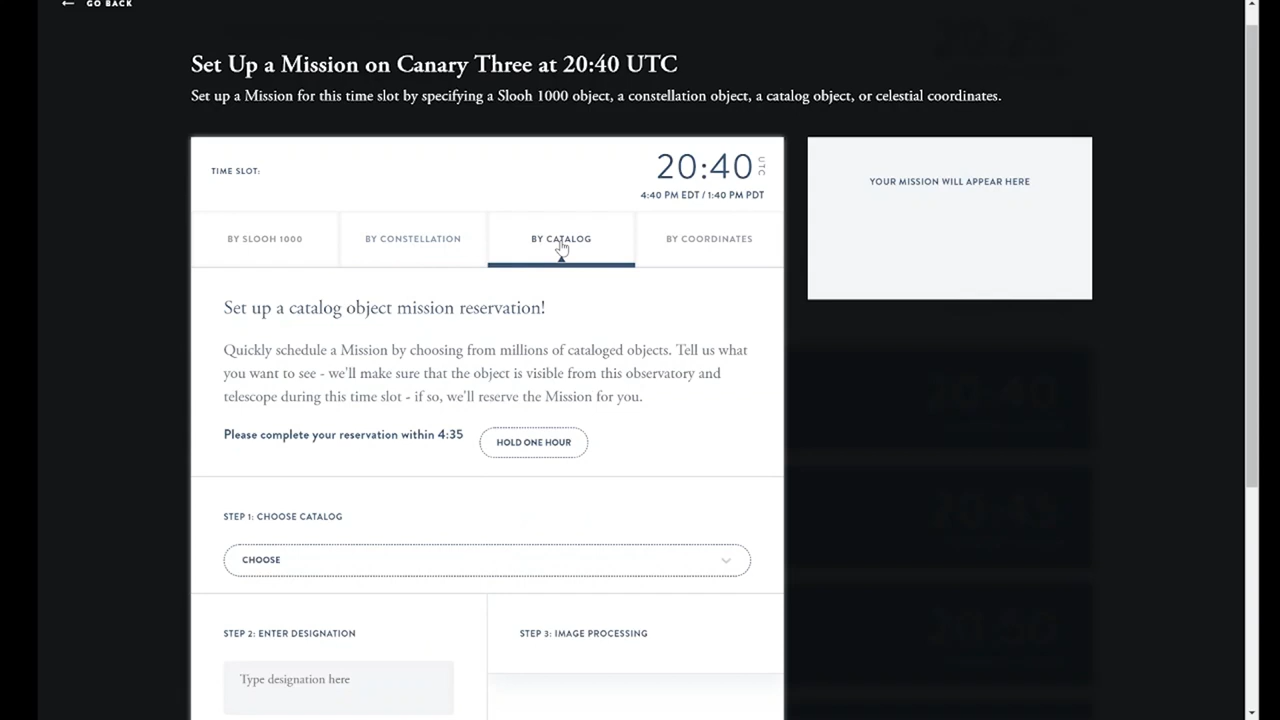 ← GO BACK
Set Up a Mission on Canary Three at 20:40 UTC
Set up a Mission for this time slot by specifying a Slooh 1000 object, a constellation object, a catalog object, or celestial coordinates.
TIME SLOT:
20:40 UTC
4:40 PM EDT / 1:40 PM PDT
YOUR MISSION WILL APPEAR HERE
BY SLOOH 1000
BY CONSTELLATION
BY CATALOG
BY COORDINATES
Set up a catalog object mission reservation!
Quickly schedule a Mission by choosing from millions of cataloged objects. Tell us what
you want to see - we'll make sure that the object is visible from this observatory and
telescope during this time slot - if so, we'll reserve the Mission for you.
Please complete your reservation within 4:35
HOLD ONE HOUR
20:40
STEP 1: CHOOSE CATALOG
CHOOSE
STEP 2: ENTER DESIGNATION
STEP 3: IMAGE PROCESSING
Type designation here